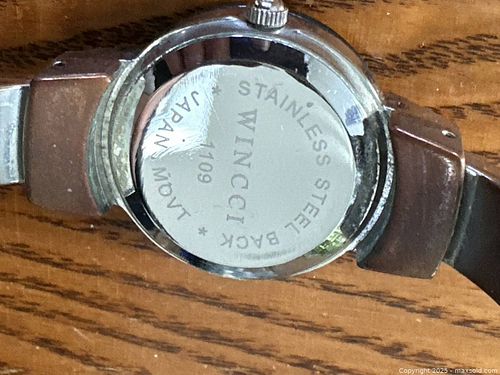 * STAINLESS STEEL BACK *
WINCCI
1109
JAPAN MOVT
Copyright © 2025 - maxsold.com